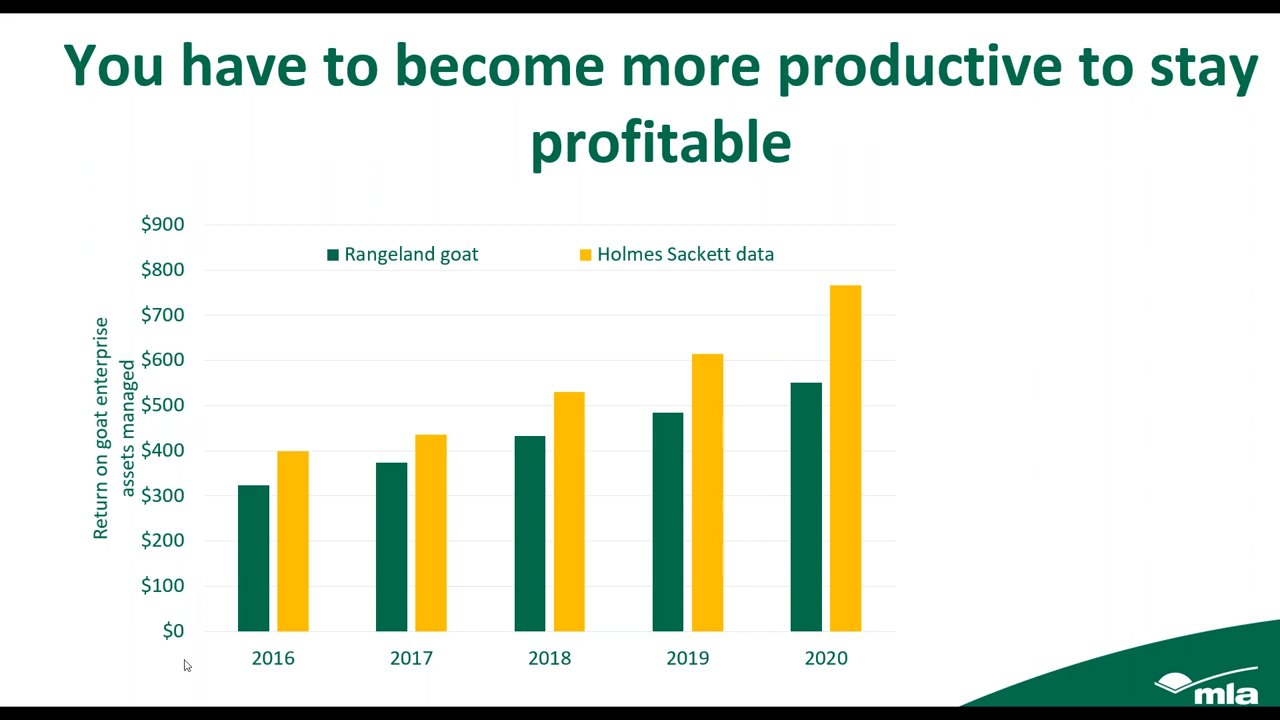 You have to become more productive to stay
profitable
$900
Rangeland goat Holmes Sackett data
$800
$700
$600
$500
$400
$300
$200
$100
$0
Return on goat enterprise
assets managed
2016 2017 2018 2019 2020
mla